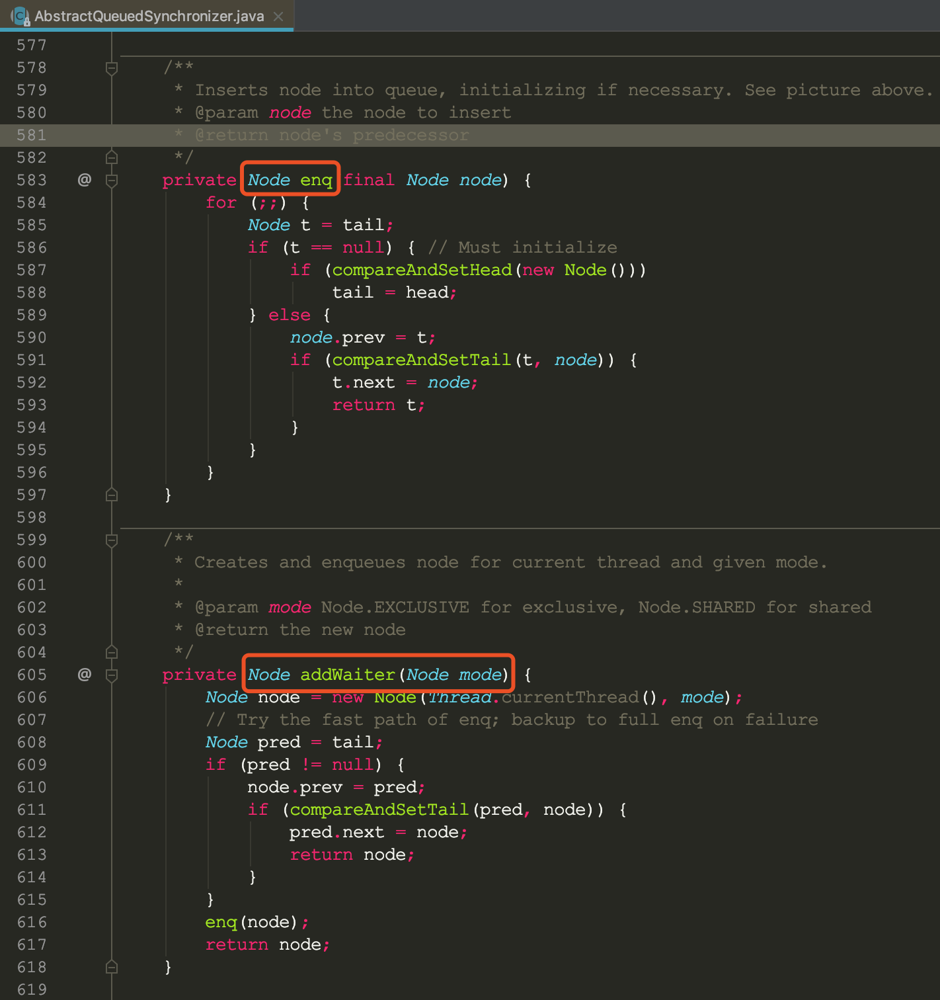 AbstractQueuedSynchronizer.java
577
578 /**
579 * Inserts node into queue, initializing if necessary. See picture above.
580 * @param node the node to insert
581 * @return node's predecessor
582 */
583 @ private Node enq final Node node) {
584 for (;;) {
585 Node t = tail;
586 if (t == null) { // Must initialize
587 if (compareAndSetHead(new Node()))
588 tail = head;
589 } else {
590 node.prev = t;
591 if (compareAndSetTail(t, node)) {
592 t.next = node;
593 return t;
594 }
595 }
596 }
597 }
598
599 /**
600 * Creates and enqueues node for current thread and given mode.
601 *
602 * @param mode Node.EXCLUSIVE for exclusive, Node.SHARED for shared
603 * @return the new node
604 */
605 @ private Node addWaiter(Node mode) {
606 Node node = new Node(Thread.currentThread(), mode);
607 // Try the fast path of enq; backup to full enq on failure
608 Node pred = tail;
609 if (pred != null) {
610 node.prev = pred;
611 if (compareAndSetTail(pred, node)) {
612 pred.next = node;
613 return node;
614 }
615 }
616 enq(node);
617 return node;
618 }
619